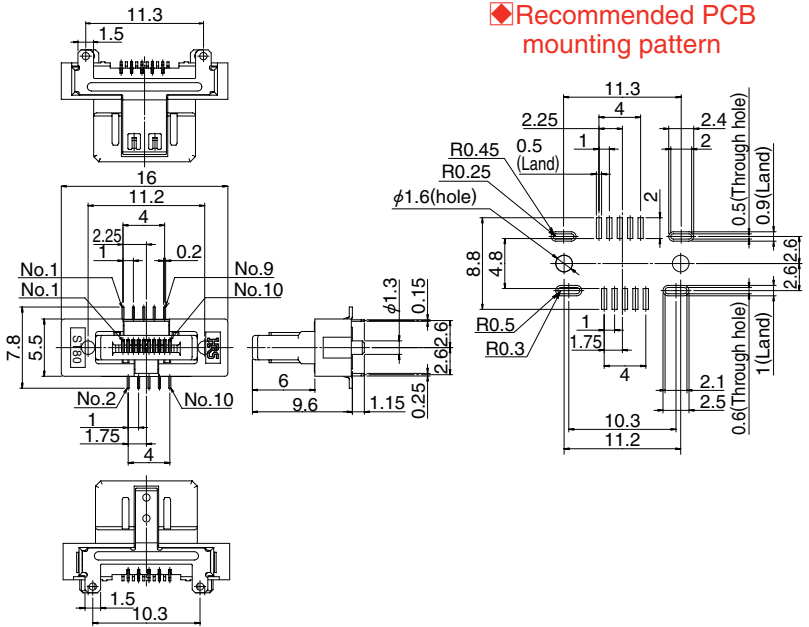 11.3
1.5
◆Recommended PCB
mounting pattern
16
11.2
4
2.25
1
0.2
No.1
No.9
No.1
No.10
7.8
5.5
ST80
HRS
No.2
No.10
1
1.75
4
φ1.3
0.15
2.6
2.6
6
9.6
1.15
0.25
1.5
10.3
11.3
4
2.25
2.4
1
2
0.5
(Land)
R0.45
R0.25
φ1.6(hole)
2
0.5(Through hole)
0.9(Land)
8.8
4.8
2.6
2.6
R0.5
R0.3
1
1.75
4
2.1
2.5
0.6(Through hole)
1(Land)
10.3
11.2